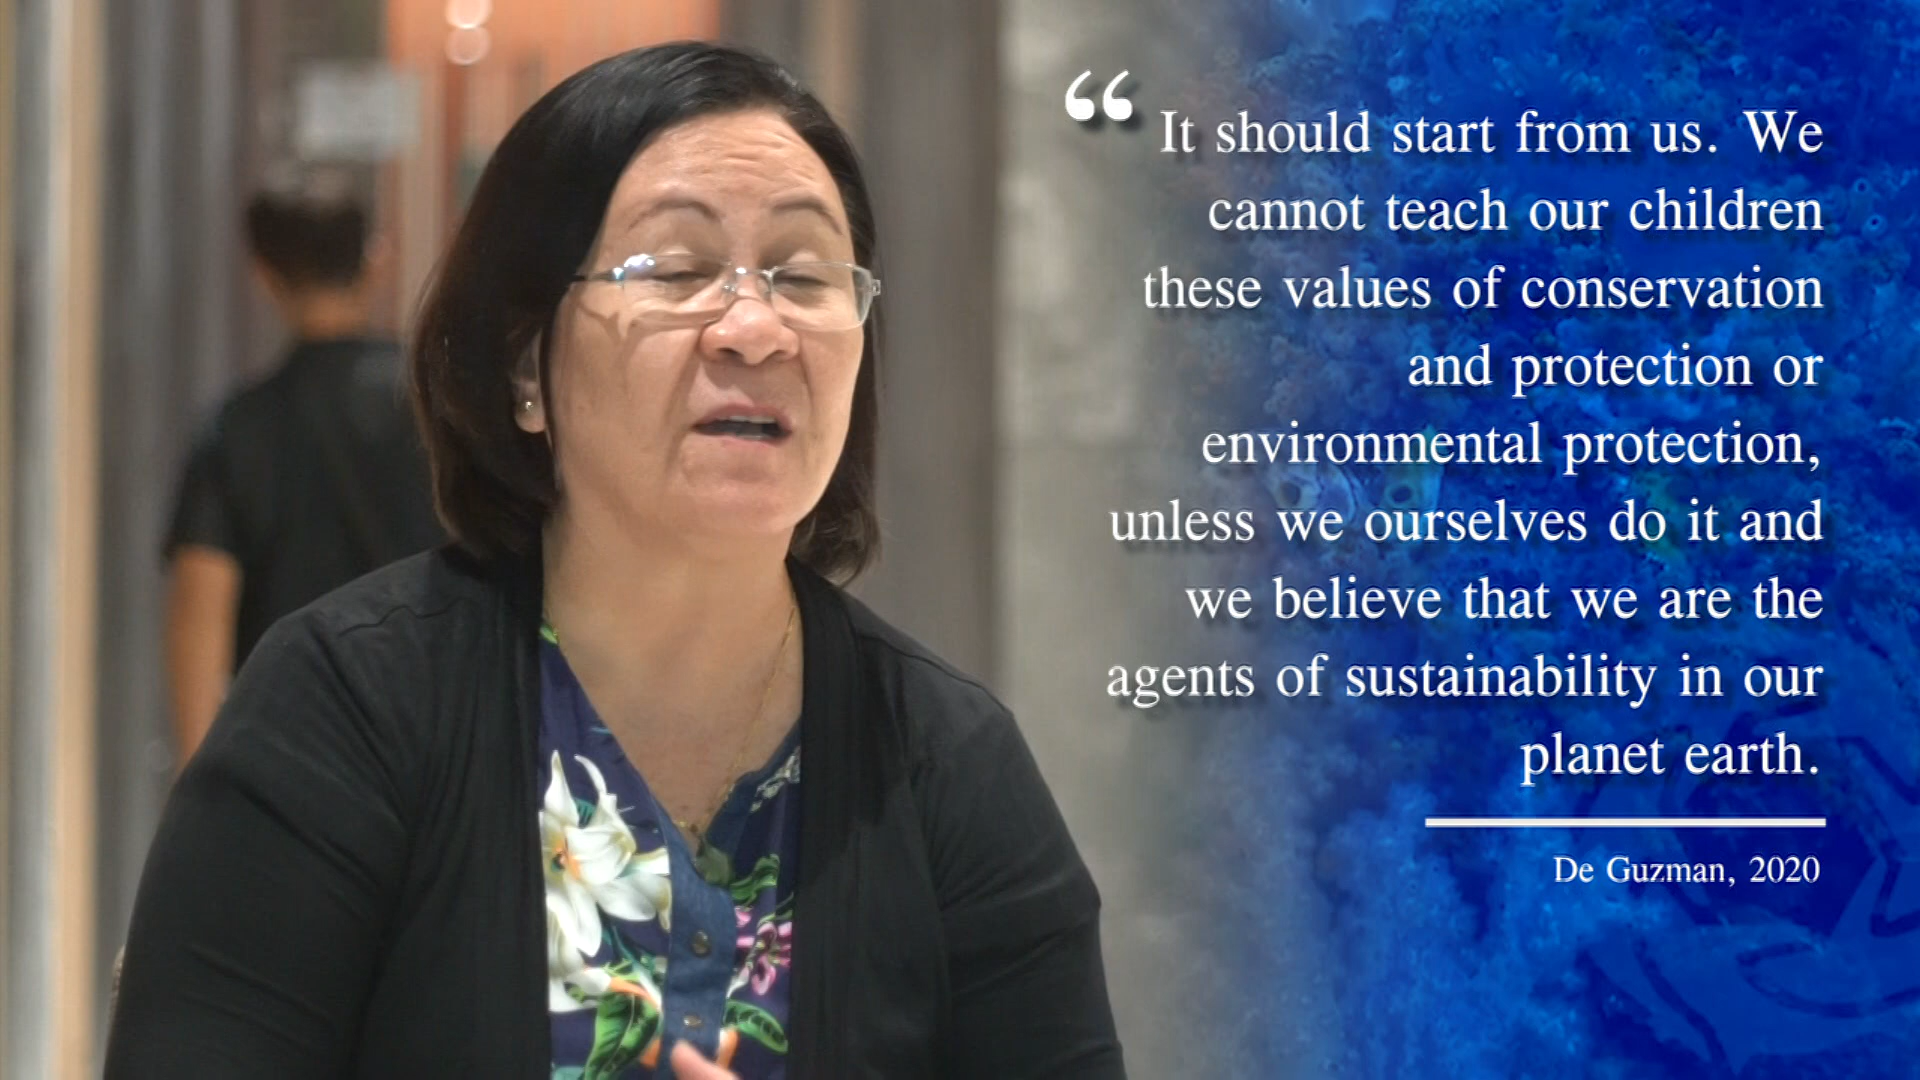 “ It should start from us. We
cannot teach our children
these values of conservation
and protection or
environmental protection,
unless we ourselves do it and
we believe that we are the
agents of sustainability in our
planet earth.
De Guzman, 2020